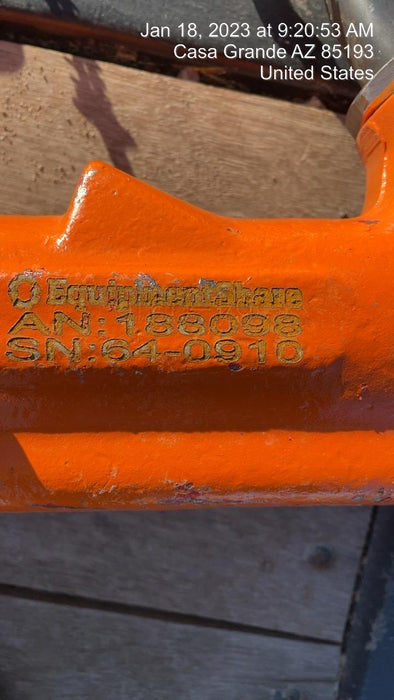 Jan 18, 2023 at 9:20:53 AM
Casa Grande AZ 85193
United States
EquipmentShare
AN:188098
SN:64-0910